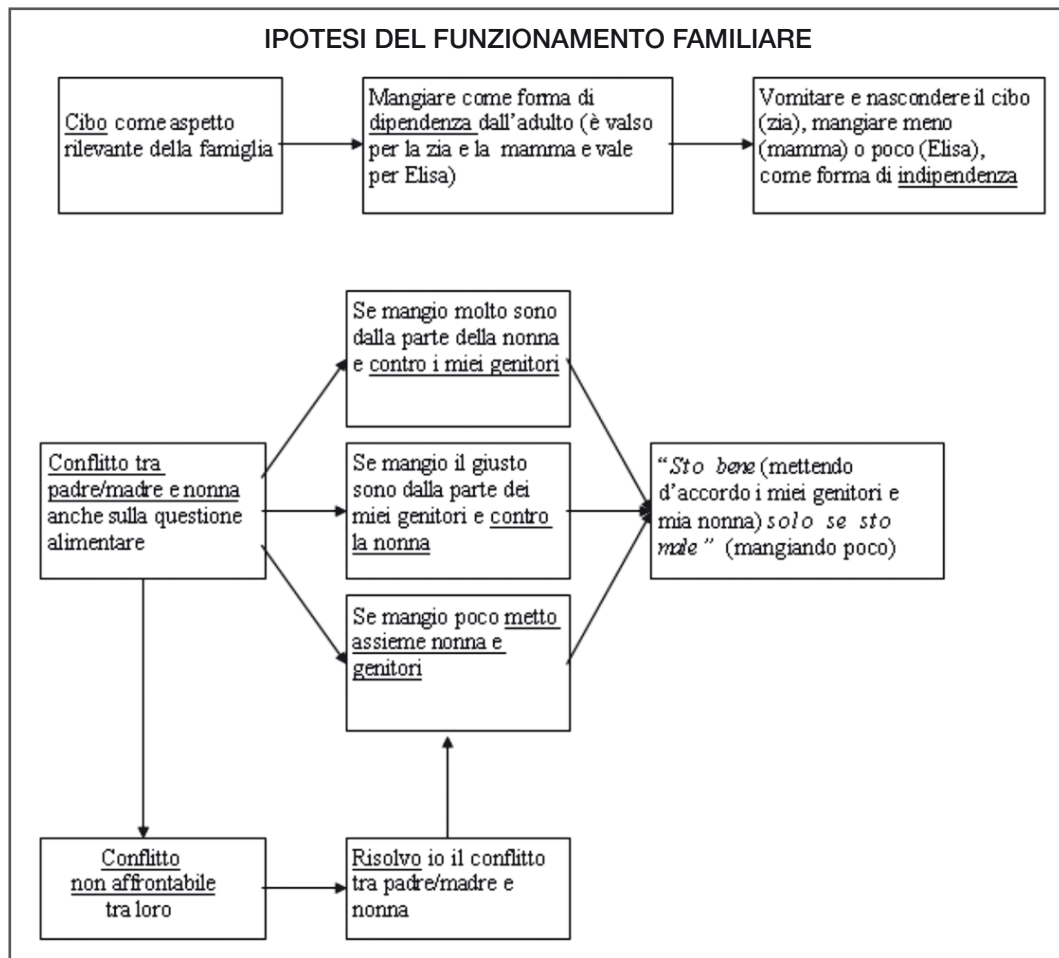 IPOTESI DEL FUNZIONAMENTO FAMILIARE
Cibo come aspetto
rilevante della famiglia
Mangiare come forma di
dipendenza dall'adulto (è valso
per la zia e la mamma e vale
per Elisa)
Vomitare e nascondere il cibo
(zia), mangiare meno
(mamma) o poco (Elisa),
come forma di indipendenza
Se mangio molto sono
dalla parte della nonna
e contro i miei genitori
Conflitto tra
padre/madre e nonna
anche sulla questione
alimentare
Se mangio il giusto
sono dalla parte dei
miei genitori e contro
la nonna
"Sto bene (mettendo
d'accordo i miei genitori e
mia nonna) solo se sto
male" (mangiando poco)
Se mangio poco metto
assieme nonna e
genitori
Conflitto
non affrontabile
tra loro
Risolvo io il conflitto
tra padre/madre e
nonna